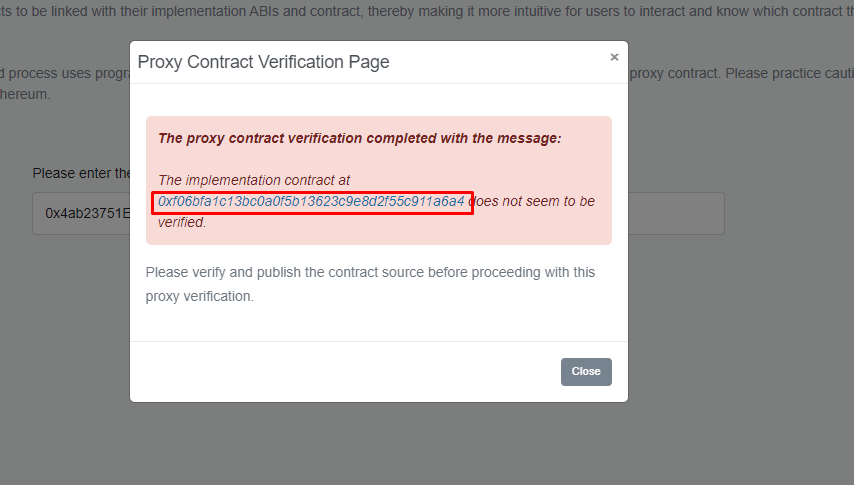 cts to be linked with their implementation ABIs and contract, thereby making it more intuitive for users to interact and know which contract th
Proxy Contract Verification Page ×
d process uses progra proxy contract. Please practice cauti
hereum.
The proxy contract verification completed with the message:
Please enter the
The implementation contract at
0xf06bfa1c13bc0a0f5b13623c9e8d2f55c911a6a4 does not seem to be
0x4ab23751E
verified.
Please verify and publish the contract source before proceeding with this
proxy verification.
Close